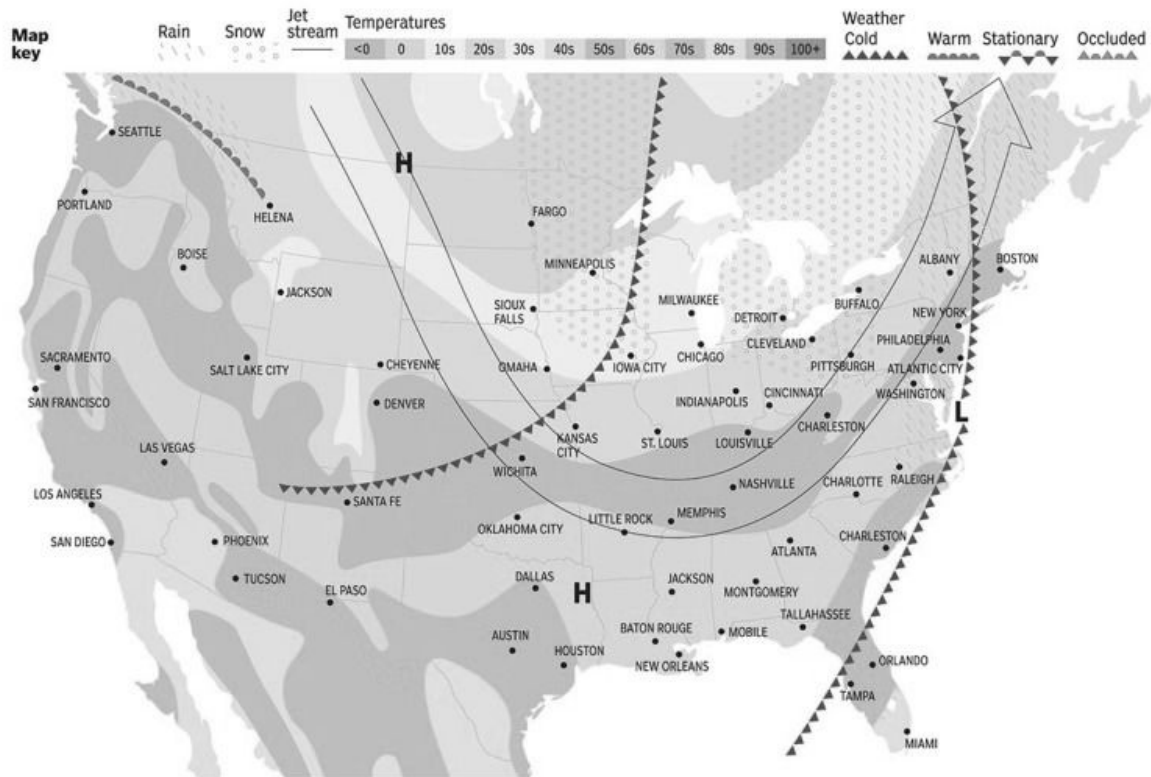 Map
key
Rain
Snow
Jet
stream
Temperatures
<0 0 10s 20s 30s 40s 50s 60s 70s 80s 90s 100+
Weather
Cold
Warm
Stationary
Occluded
SEATTLE
H
PORTLAND
HELENA
FARGO
BOISE
JACKSON
MINNEAPOLIS
ALBANY
BOSTON
SIOUX
FALLS
MILWAUKEE
DETROIT
BUFFALO
NEW YORK
SACRAMENTO
SALT LAKE CITY
CHEYENNE
OMAHA
IOWA CITY
CHICAGO
CLEVELAND
PITTSBURGH
PHILADELPHIA
ATLANTIC CITY
SAN FRANCISCO
DENVER
INDIANAPOLIS
CINCINNATI
WASHINGTON
LAS VEGAS
KANSAS
CITY
ST. LOUIS
LOUISVILLE
CHARLESTON
L
WICHITA
LOS ANGELES
SANTA FE
NASHVILLE
CHARLOTTE
RALEIGH
SAN DIEGO
PHOENIX
OKLAHOMA CITY
LITTLE ROCK
MEMPHIS
ATLANTA
CHARLESTON
TUCSON
EL PASO
DALLAS
H
JACKSON
MONTGOMERY
TALLAHASSEE
AUSTIN
HOUSTON
BATON ROUGE
MOBILE
NEW ORLEANS
ORLANDO
TAMPA
MIAMI